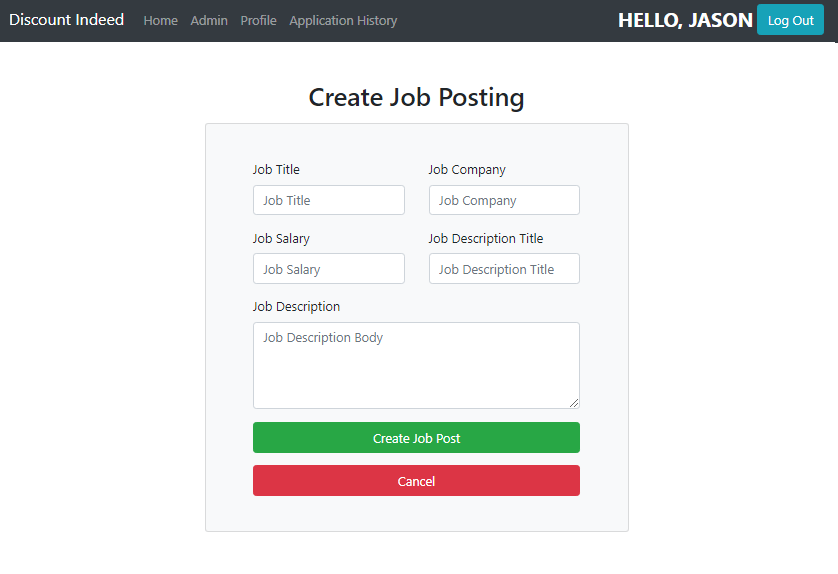 Discount Indeed Home Admin Profile Application History HELLO, JASON Log Out
Create Job Posting
Job Title Job Company
Job Title Job Company
Job Salary Job Description Title
Job Salary Job Description Title
Job Description
Job Description Body
Create Job Post
Cancel